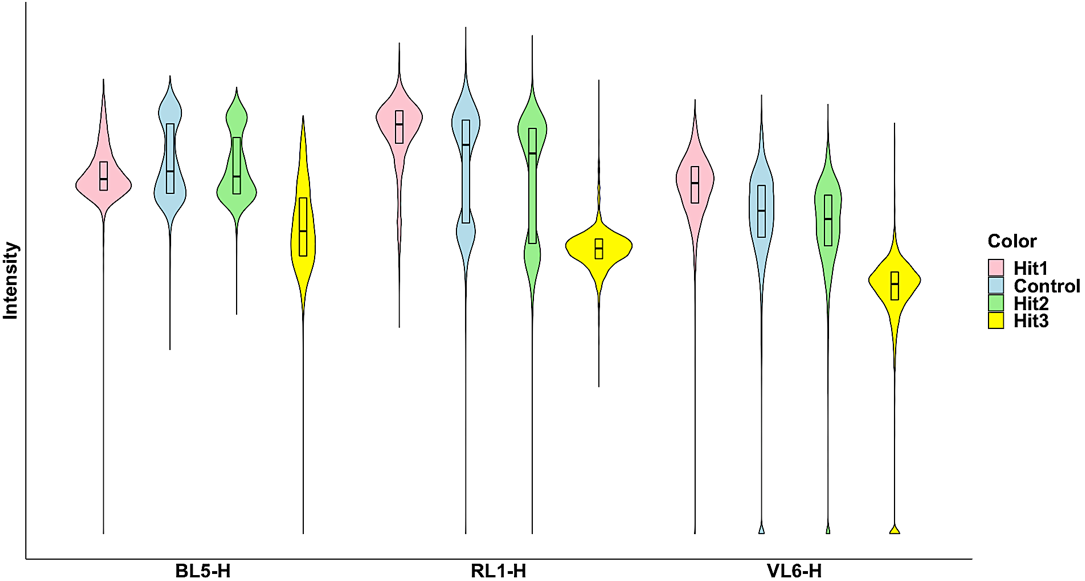 Intensity
Color
Hit1
Control
Hit2
Hit3
BL5-H RL1-H VL6-H